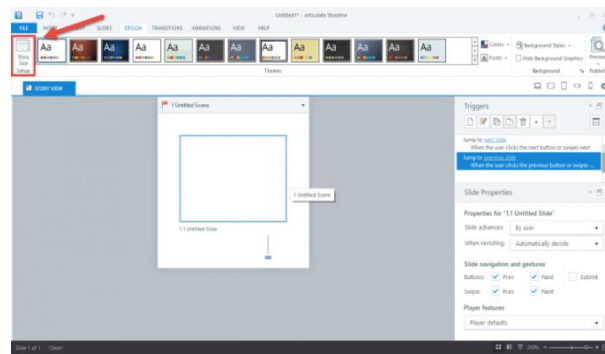 Untitled1* - Articulate Storyline
FILE HOME SLIDES DESIGN TRANSITIONS ANIMATIONS VIEW HELP
Story Size
Setup
Aa Aa Aa Aa Aa Aa Aa Aa Aa Aa Aa Aa Aa
Themes
Colors
Fonts
Background Styles
Hide Background Graphics
Background
Preview
Publish
STORY VIEW
1 Untitled Scene
1 Untitled Scene
1.1 Untitled Slide
Triggers
Jump to next slide
When the user clicks the next button or swipes next
Jump to previous slide
When the user clicks the previous button or swipes ...
Slide Properties
Properties for "1.1 Untitled Slide"
Slide advances: By user
When revisiting: Automatically decide
Slide navigation and gestures
Buttons: Prev Next Submit
Swipe: Prev Next
Player features
Player defaults
Slide 1 of 1 "Clean"